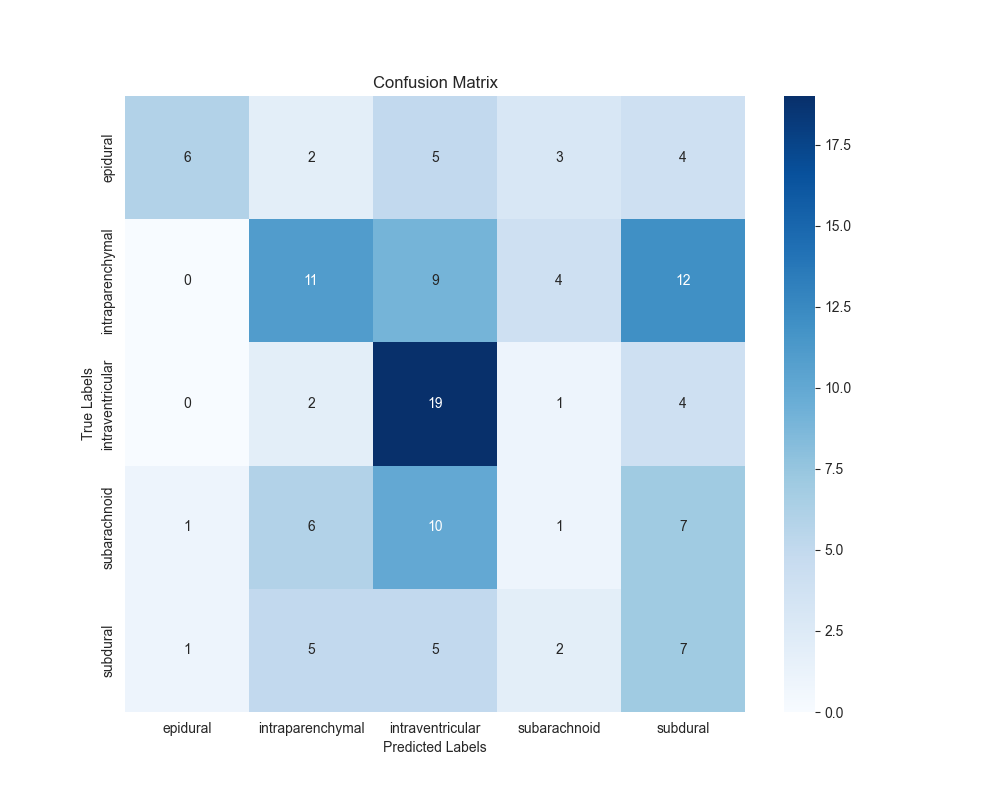 Confusion Matrix
True Labels
epidural
6 2 5 3 4
intraparenchymal
0 11 9 4 12
intraventricular
0 2 19 1 4
subarachnoid
1 6 10 1 7
subdural
1 5 5 2 7
epidural intraparenchymal intraventricular subarachnoid subdural
Predicted Labels
17.5
15.0
12.5
10.0
7.5
5.0
2.5
0.0